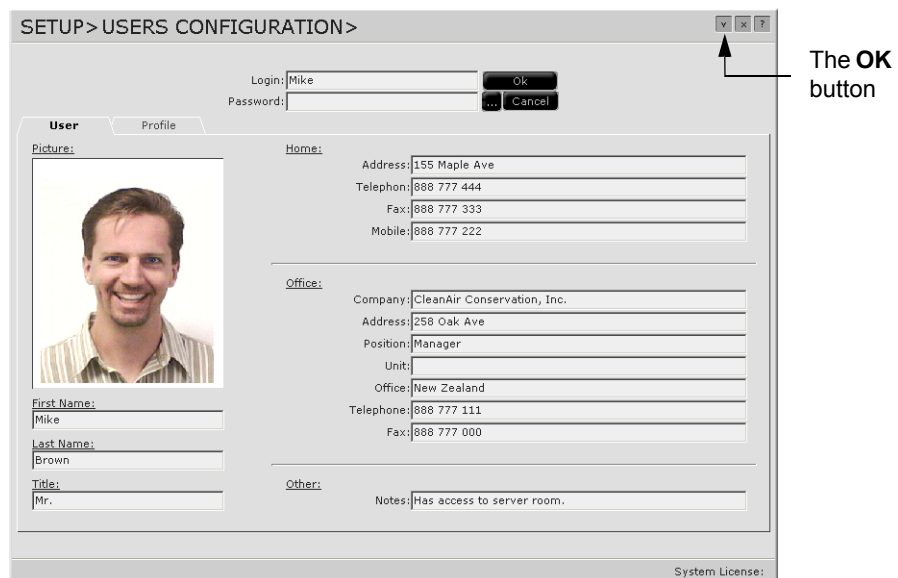 SETUP>USERS CONFIGURATION>
v x ?
The OK
button
Login: Mike
Ok
Password:
... Cancel
User Profile
Picture:
First Name:
Mike
Last Name:
Brown
Title:
Mr.
Home:
Address: 155 Maple Ave
Telephon: 888 777 444
Fax: 888 777 333
Mobile: 888 777 222
Office:
Company: CleanAir Conservation, Inc.
Address: 258 Oak Ave
Position: Manager
Unit:
Office: New Zealand
Telephone: 888 777 111
Fax: 888 777 000
Other:
Notes: Has access to server room.
System License: